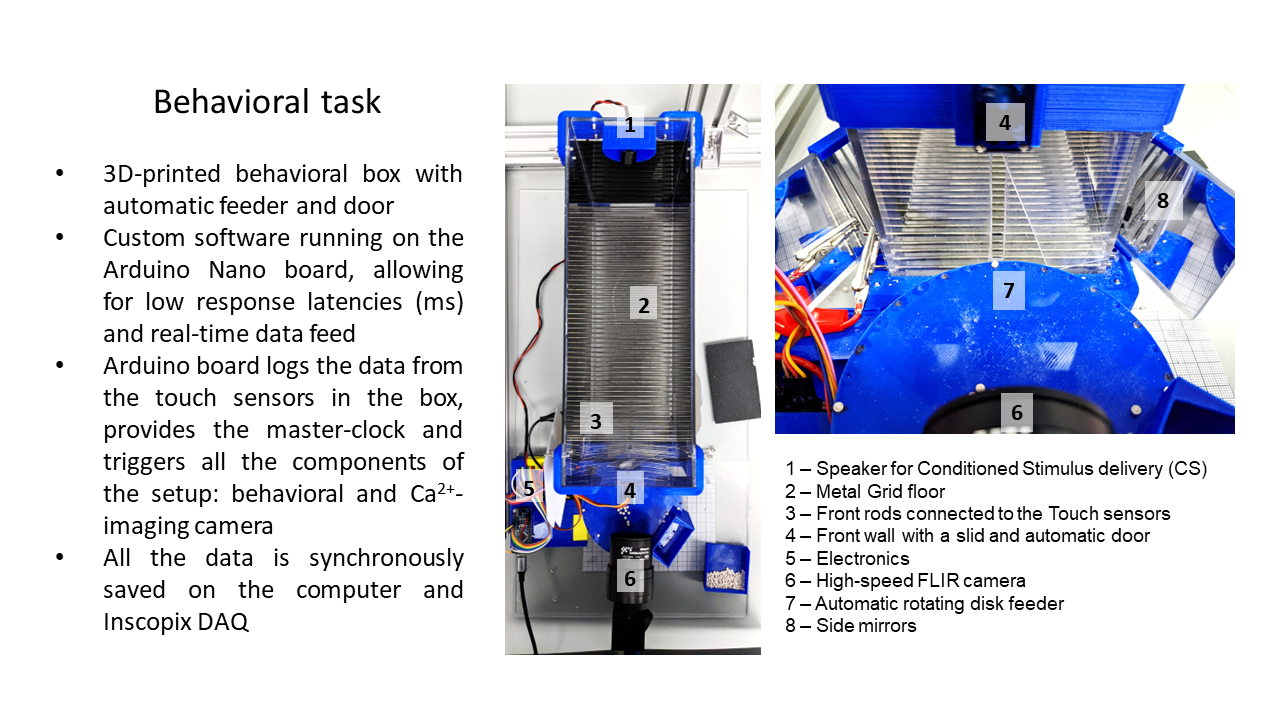 Behavioral task
• 3D-printed behavioral box with
automatic feeder and door
• Custom software running on the
Arduino Nano board, allowing
for low response latencies (ms)
and real-time data feed
• Arduino board logs the data from
the touch sensors in the box,
provides the master-clock and
triggers all the components of
the setup: behavioral and Ca²⁺-
imaging camera
• All the data is synchronously
saved on the computer and
Inscopix DAQ
1
2
3
4
5
6
4
8
7
6
1 – Speaker for Conditioned Stimulus delivery (CS)
2 – Metal Grid floor
3 – Front rods connected to the Touch sensors
4 – Front wall with a slid and automatic door
5 – Electronics
6 – High-speed FLIR camera
7 – Automatic rotating disk feeder
8 – Side mirrors